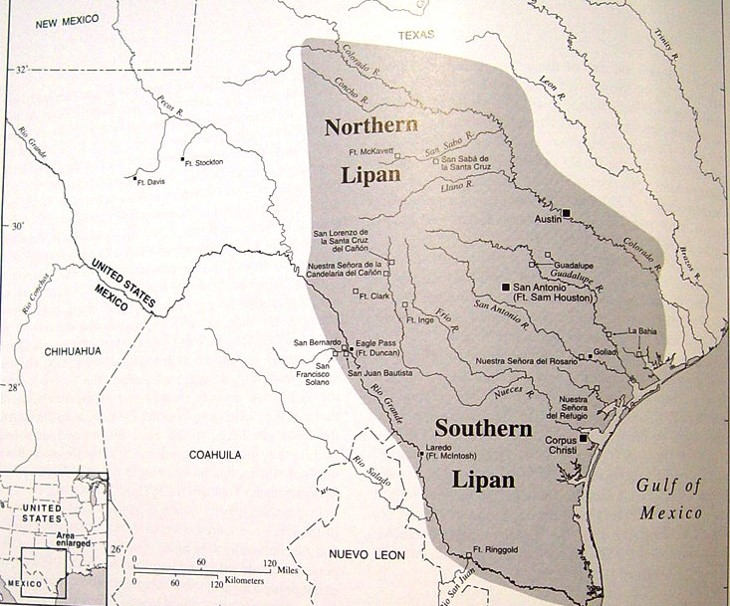 NEW MEXICO
TEXAS
Trinity R.
32°
Colorado R.
Leon R.
Concho R.
Pecos R.
Northern
Lipan
Rio Grande
Ft. McKavett
San Saba R.
San Sabá de
la Santa Cruz
Ft. Stockton
Ft. Davis
Llano R.
Austin
30°
San Lorenzo de
la Santa Cruz
del Cañón
Colorado R.
Brazos R.
Nuestra Señora de la
Candelaria del Cañón
Guadalupe
Guadalupe R.
UNITED STATES
MEXICO
Rio Conchos
Ft. Clark
San Antonio
(Ft. Sam Houston)
San Antonio R.
Ft. Inge
Frio R.
La Bahia
CHIHUAHUA
San Bernardo
Eagle Pass
(Ft. Duncan)
Nuestra Señora del Rosario
Goliad
San
Francisco
Solano
San Juan Bautista
28°
Rio Grande
Nueces R.
Nuestra
Señora
del Refugio
Southern
Lipan
Corpus
Christi
COAHUILA
Laredo
(Ft. McIntosh)
Rio Salado
Gulf of
Mexico
UNITED
STATES
Area
enlarged
MEXICO
26°
0 60 120
Miles
0 60 120
Kilometers
NUEVO LEON
Ft. Ringgold
Rio San Juan